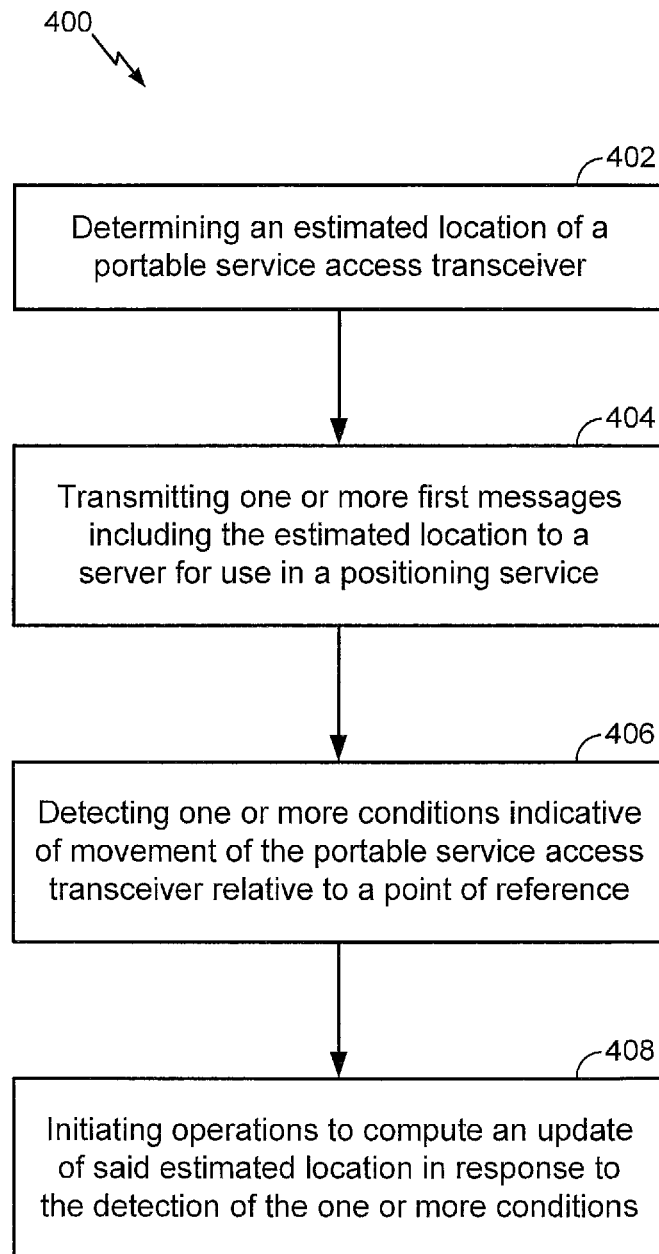 400
402
Determining an estimated location of a
portable service access transceiver
404
Transmitting one or more first messages
including the estimated location to a
server for use in a positioning service
406
Detecting one or more conditions indicative
of movement of the portable service access
transceiver relative to a point of reference
408
Initiating operations to compute an update
of said estimated location in response to
the detection of the one or more conditions